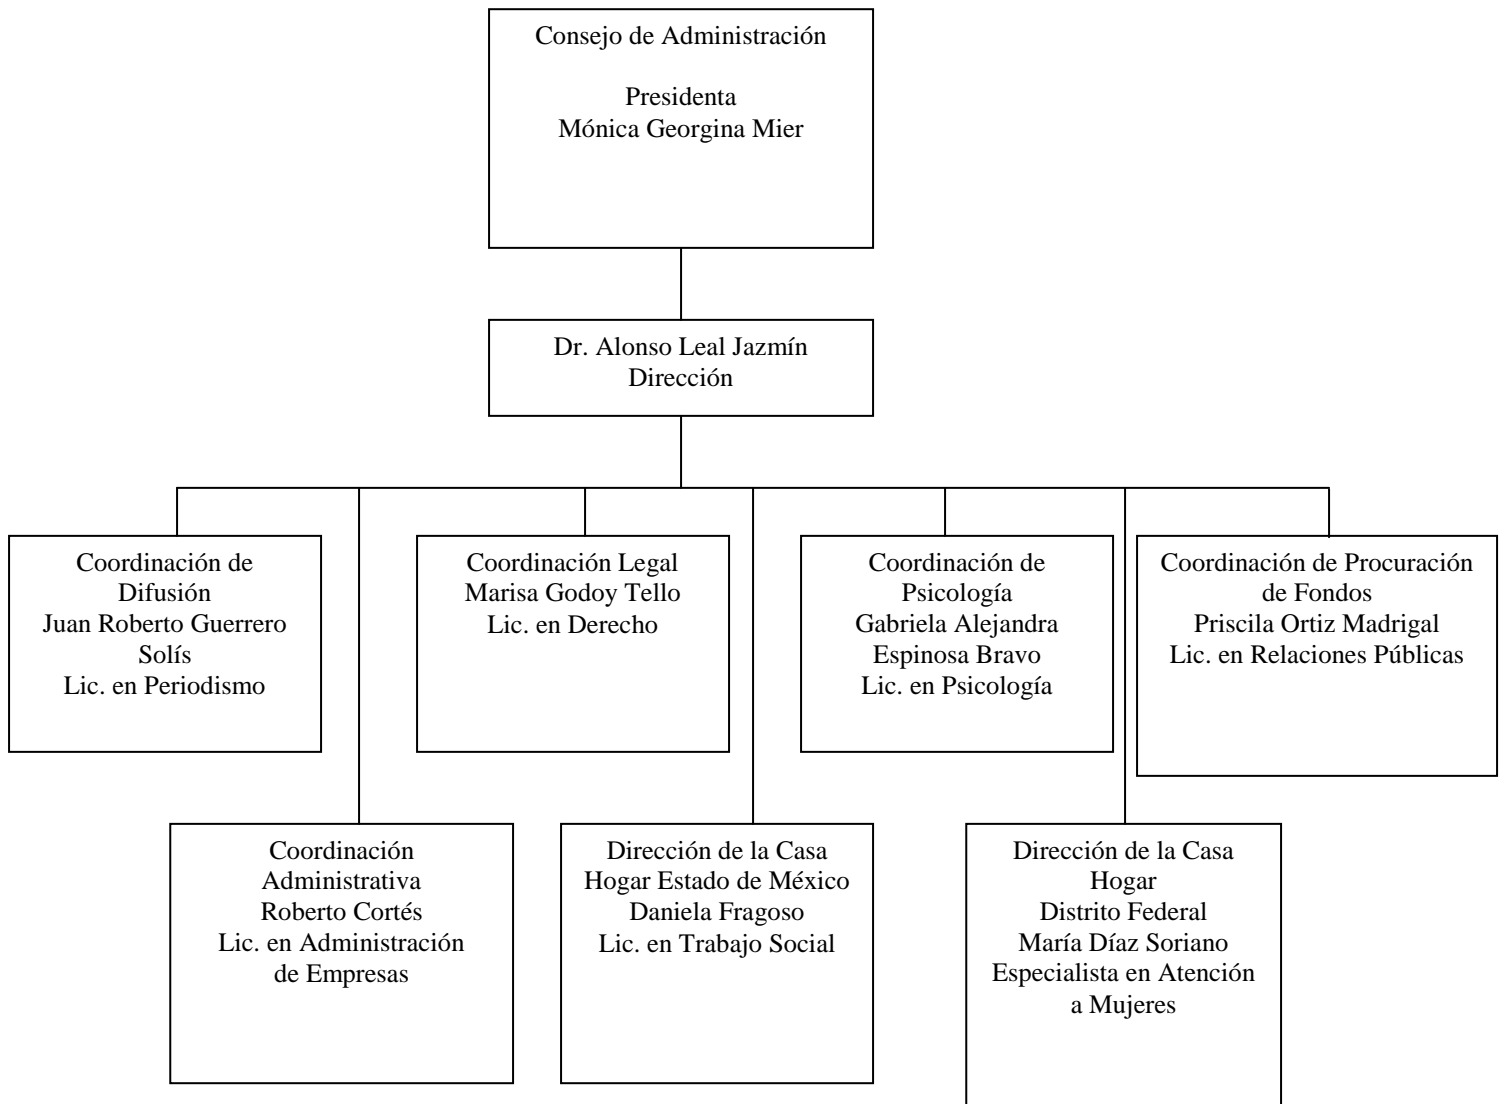 Consejo de Administración
Presidenta
Mónica Georgina Mier
Dr. Alonso Leal Jazmín
Dirección
Coordinación de
Difusión
Juan Roberto Guerrero
Solís
Lic. en Periodismo
Coordinación Legal
Marisa Godoy Tello
Lic. en Derecho
Coordinación de
Psicología
Gabriela Alejandra
Espinosa Bravo
Lic. en Psicología
Coordinación de Procuración
de Fondos
Priscila Ortiz Madrigal
Lic. en Relaciones Públicas
Coordinación
Administrativa
Roberto Cortés
Lic. en Administración
de Empresas
Dirección de la Casa
Hogar Estado de México
Daniela Fragoso
Lic. en Trabajo Social
Dirección de la Casa
Hogar
Distrito Federal
María Díaz Soriano
Especialista en Atención
a Mujeres